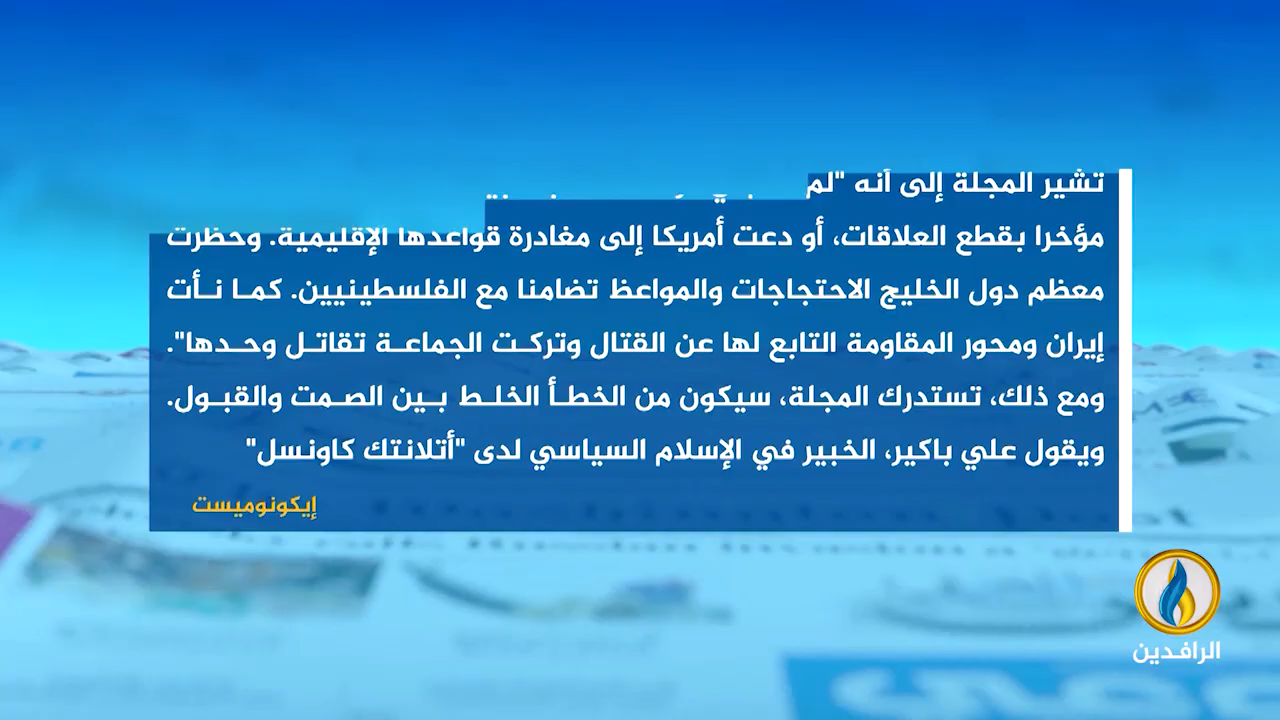 تشير المجلة إلى أنه "لم
مؤخرا بقطع العلاقات، أو دعت أمريكا إلى مغادرة قواعدها الإقليمية. وحظرت
معظم دول الخليج الاحتجاجات والمواعظ تضامنا مع الفلسطينيين. كما نأت
إيران ومحور المقاومة التابع لها عن القتال وتركت الجماعة تقاتل وحدها".
ومع ذلك، تستدرك المجلة، سيكون من الخطأ الخلط بين الصمت والقبول.
ويقول علي باكير، الخبير في الإسلام السياسي لدى "أتلانتك كاونسل"
إيكونوميست
الرافدين